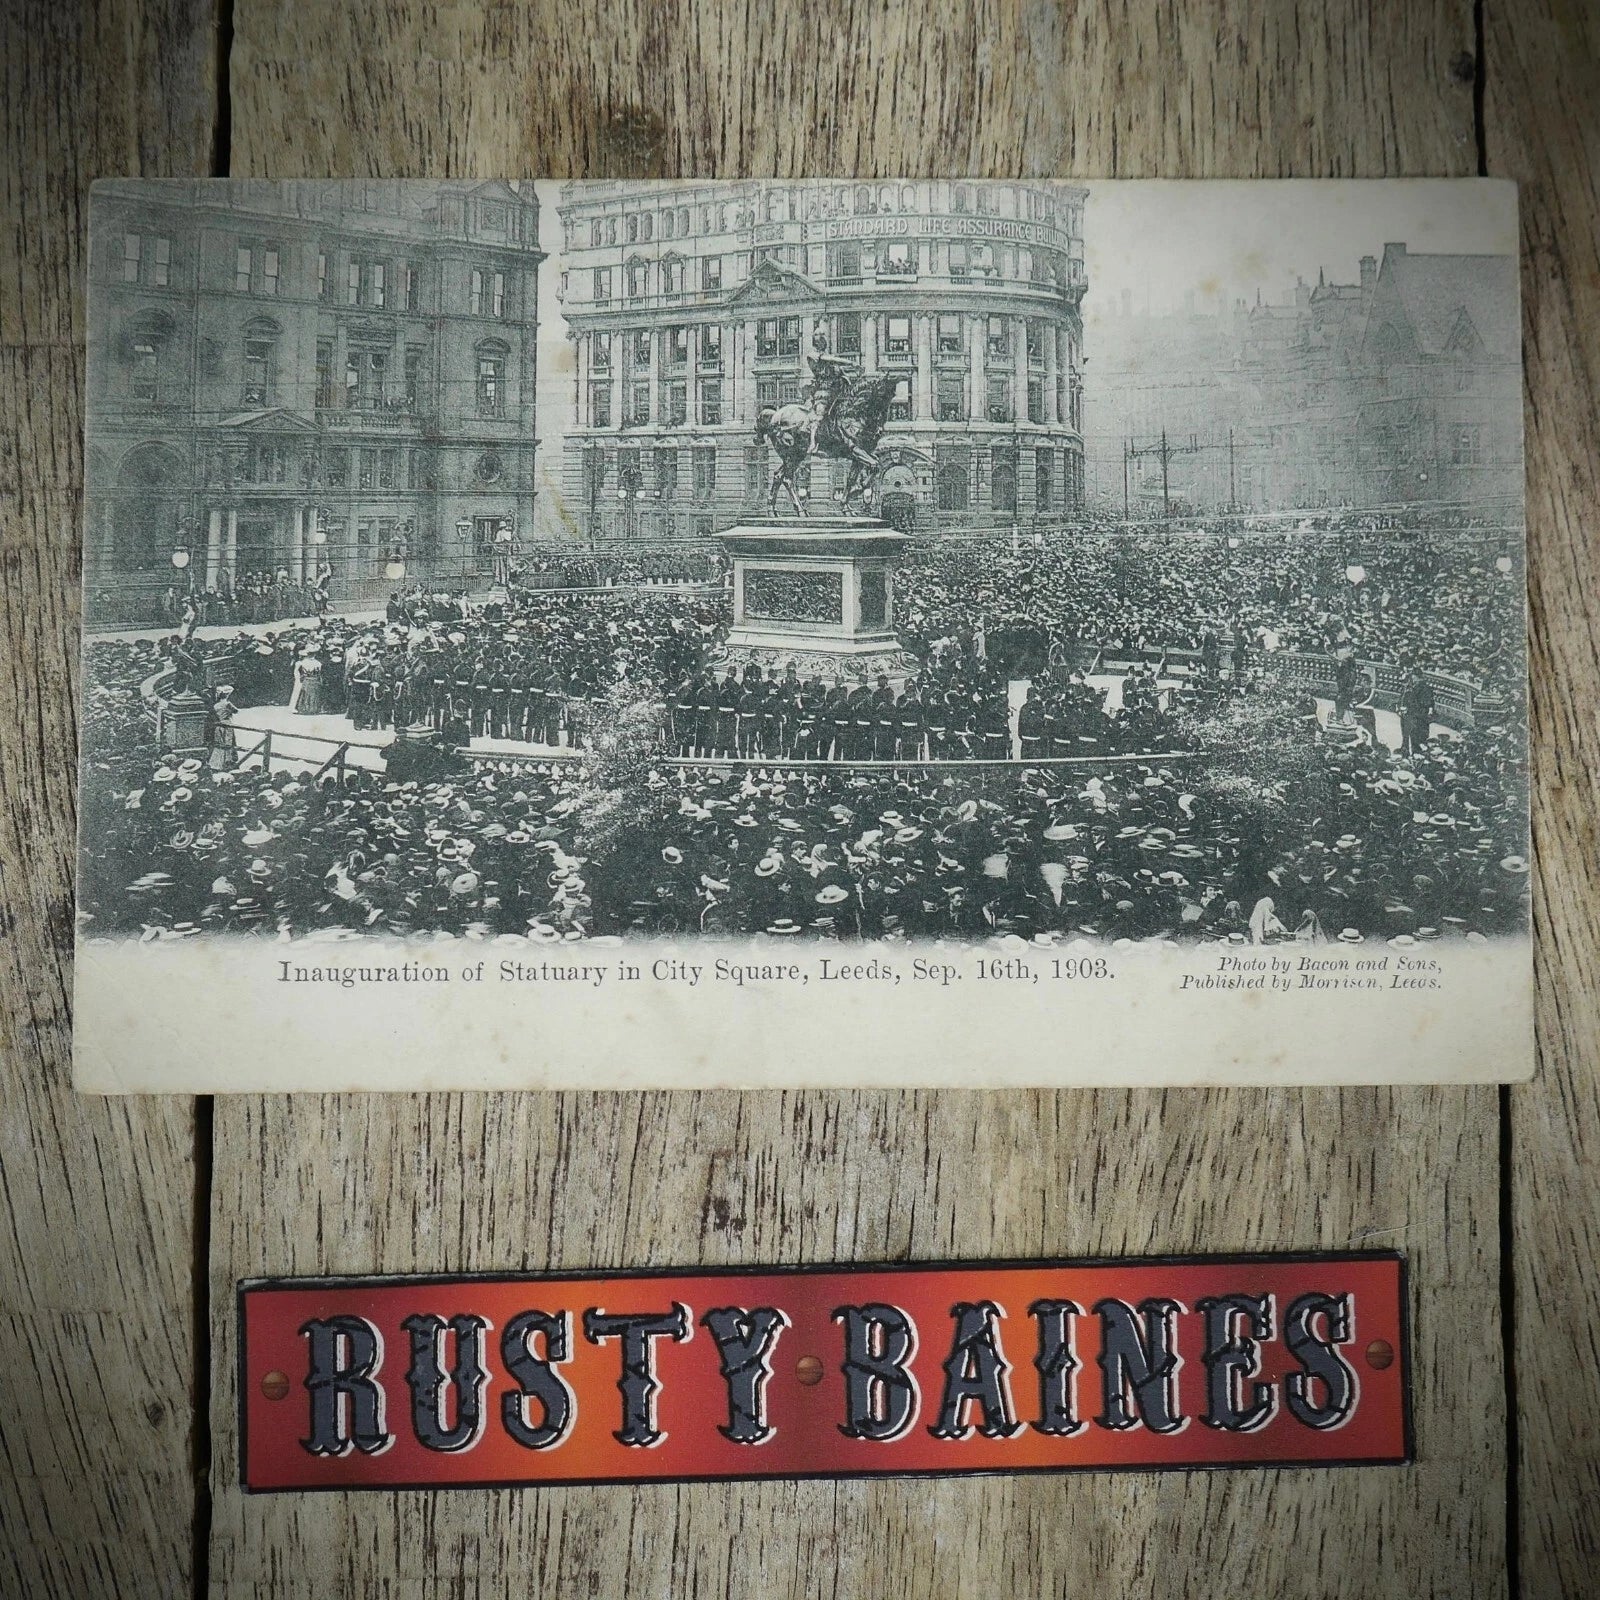 STANDARD LIFE ASSURANCE
Inauguration of Statuary in City Square, Leeds, Sep. 16th, 1903.
Photo by Bacon and Sons,
Published by Morrison, Leeds.
RUSTY BAINES